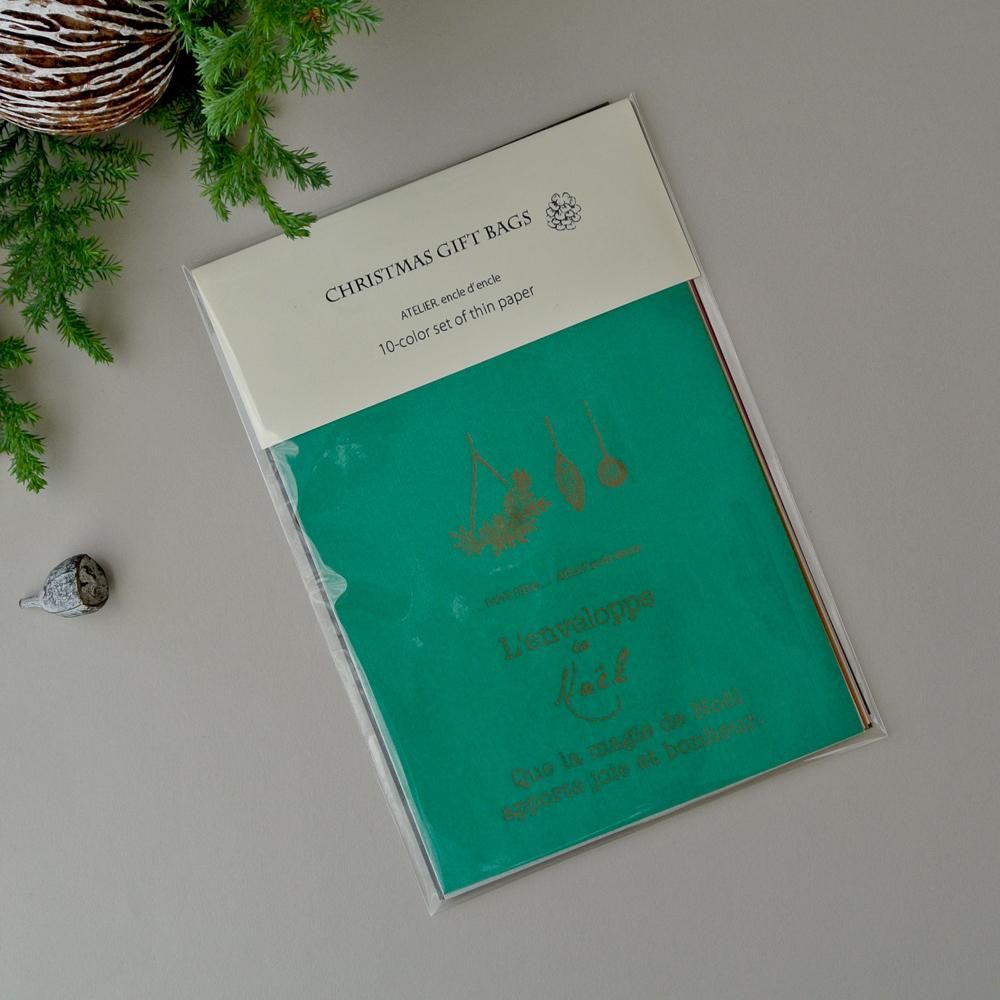 CHRISTMAS GIFT BAGS
ATELIER. encle d'encle
10-color set of thin paper
L'enveloppe
de
Noël
Que la magie de Noël
apporte joie et bonheur.